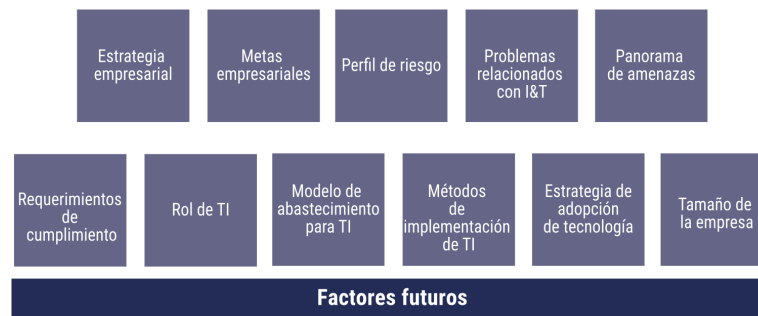 Estrategia
empresarial
Metas
empresariales
Perfil de riesgo
Problemas
relacionados
con I&T
Panorama
de amenazas
Requerimientos
de
cumplimiento
Rol de TI
Modelo de
abastecimiento
para TI
Métodos
de
implementación
de TI
Estrategia de
adopción
de tecnología
Tamaño de
la empresa
Factores futuros